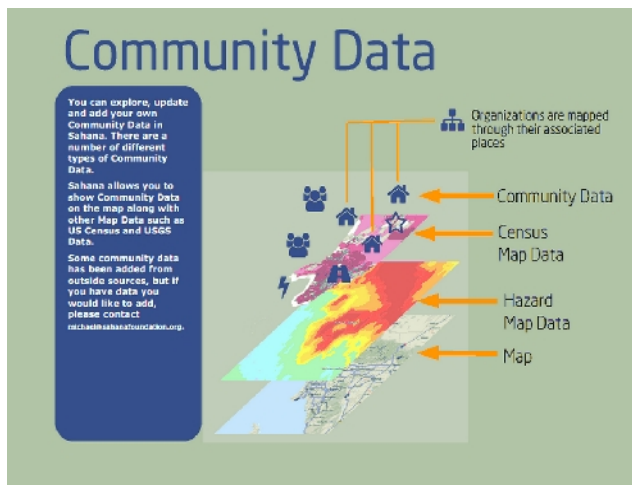 Community Data
You can explore, update
and add your own
Community Data in
Sahana. There are a
number of different
types of Community
Data.
Sahana allows you to
show Community Data
on the map along with
other Map Data such as
US Census and USGS
Data.
Some community data
has been added from
outside sources, but if
you have data you
would like to add,
please contact
michael@sahanafoundation.org.
Organizations are mapped
through their associated
places
Community Data
Census
Map Data
Hazard
Map Data
Map